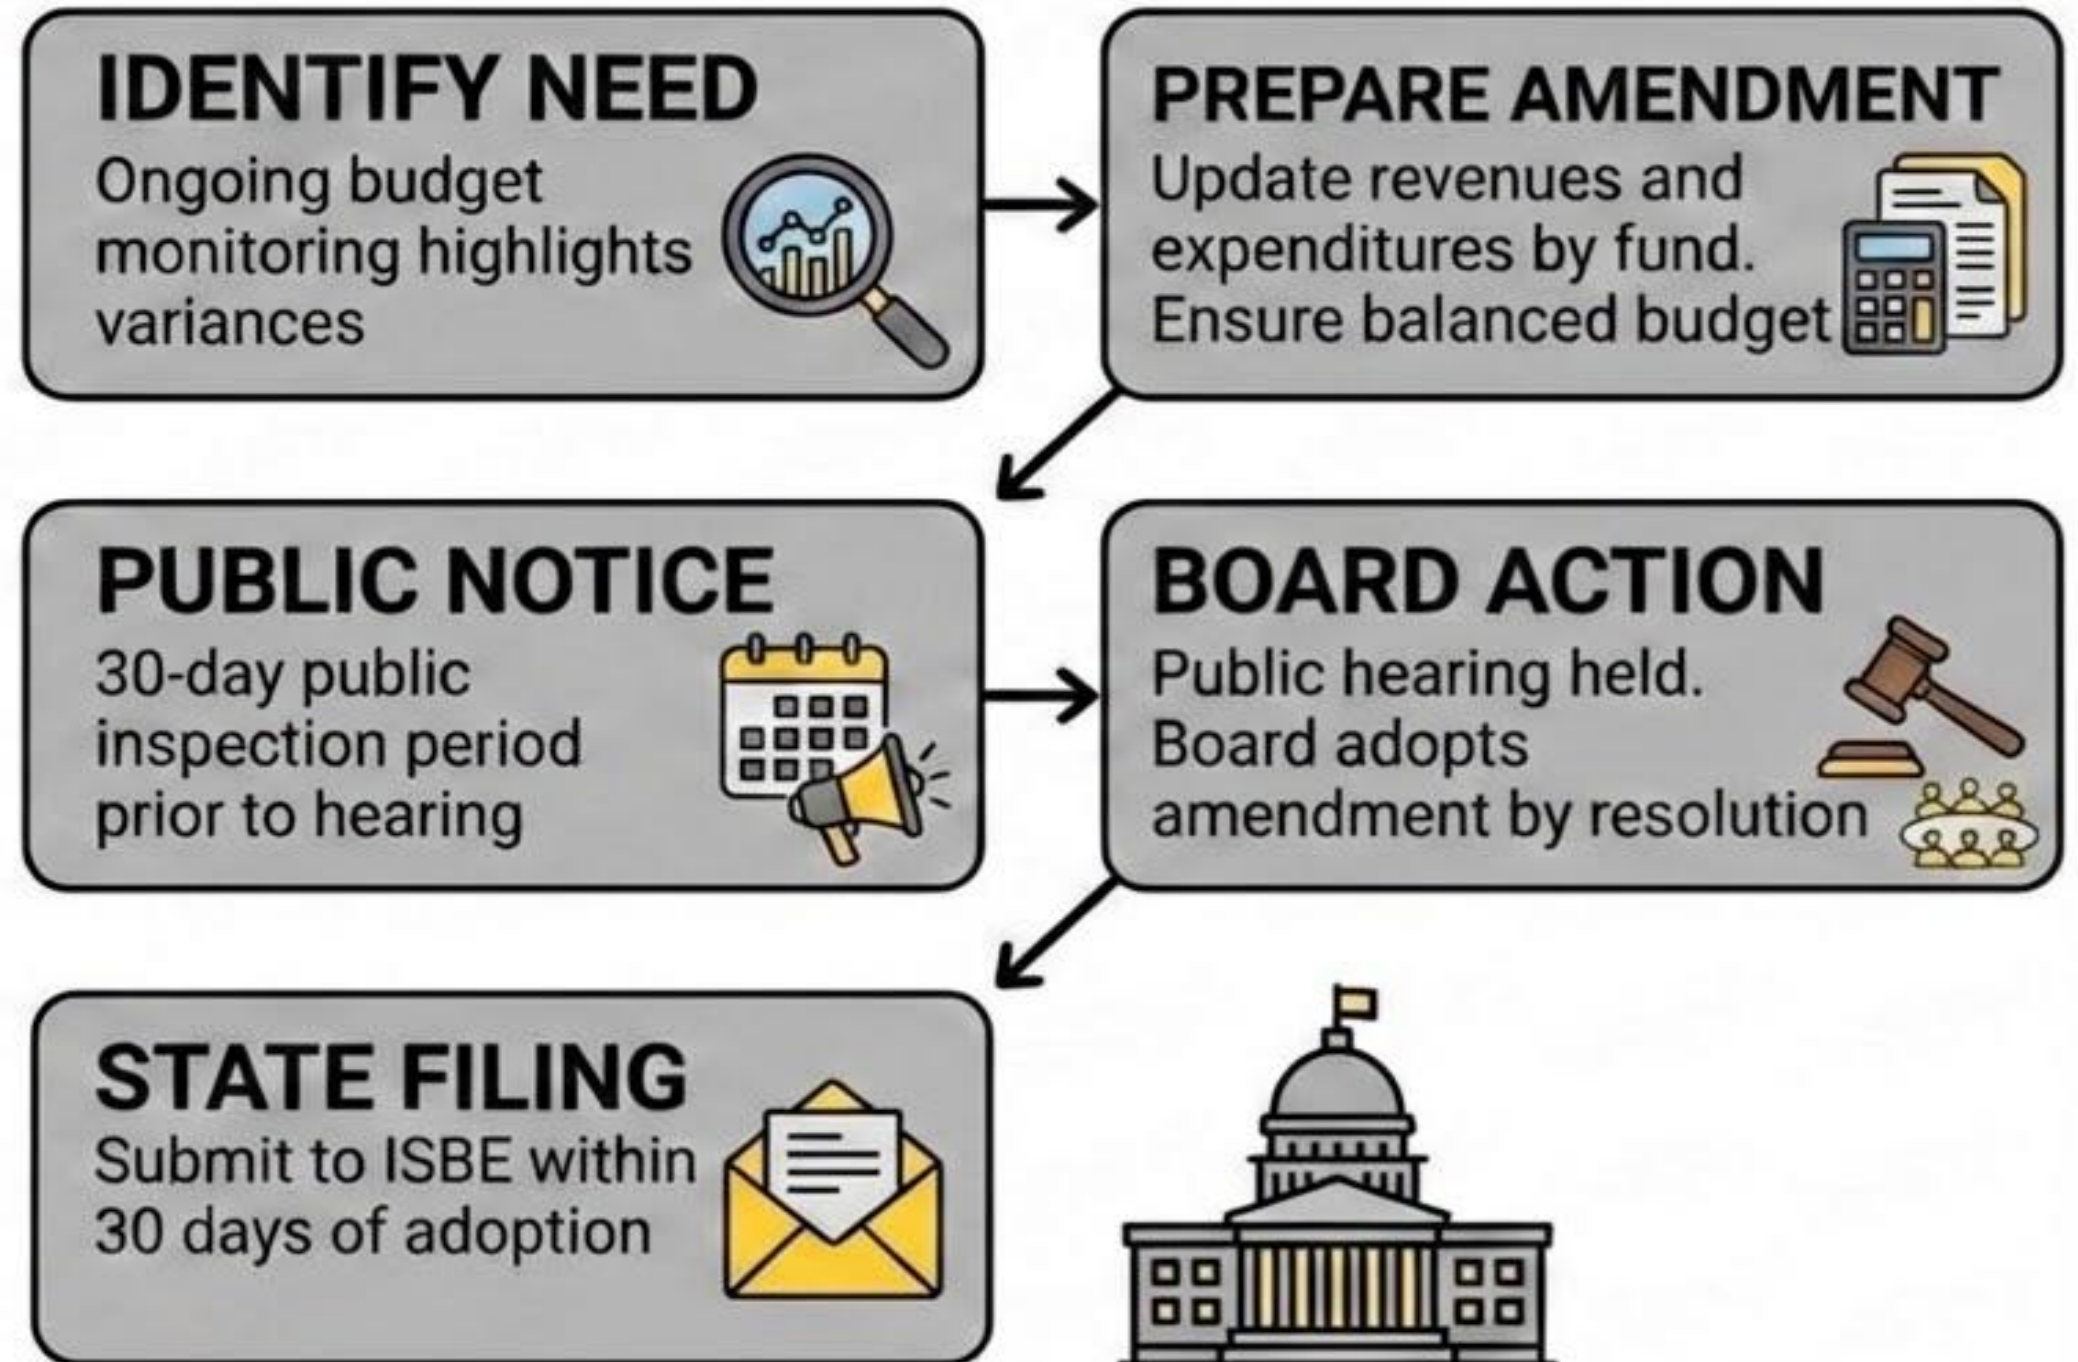 IDENTIFY NEED
Ongoing budget
monitoring highlights
variances
PREPARE AMENDMENT
Update revenues and
expenditures by fund.
Ensure balanced budget
PUBLIC NOTICE
30-day public
inspection period
prior to hearing
BOARD ACTION
Public hearing held.
Board adopts
amendment by resolution
STATE FILING
Submit to ISBE within
30 days of adoption